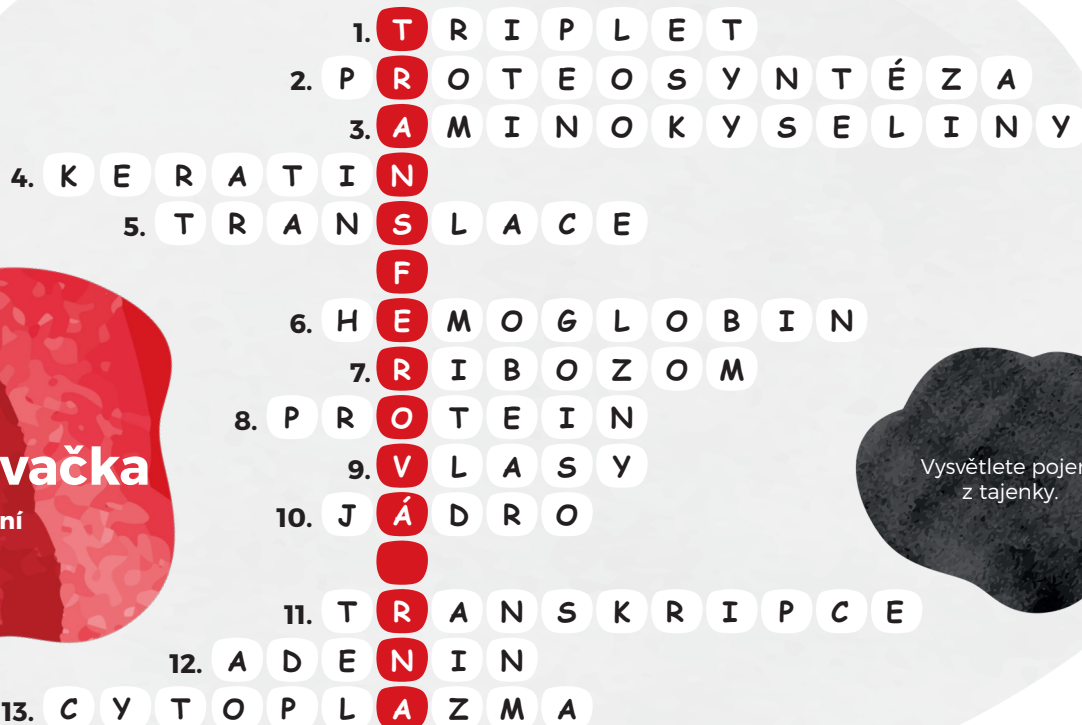 1. TRIPLET
2. PROTEOSYNTÉZA
3. AMINOKYSELINY
4. KERATIN
5. TRANSLACE
F
6. HEMOGLOBIN
7. RIBOZOM
8. PROTEIN
9. VLASY
10. JÁDRO
11. TRANSKRIPCE
12. ADENIN
13. CYTOPLAZMA
vačka
ní
Vysvětlete pojem
z tajenky.